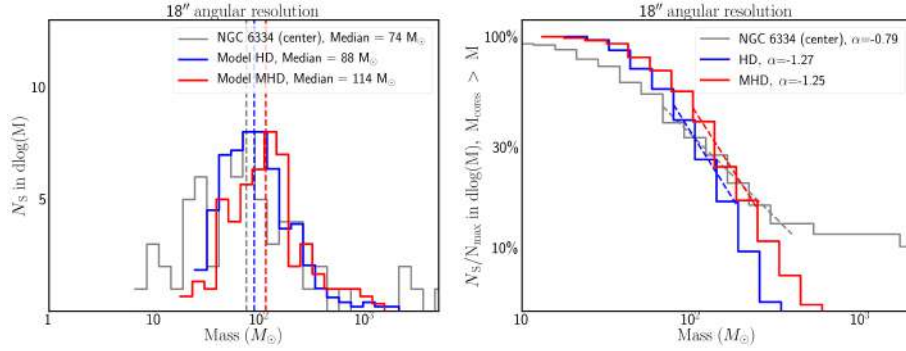 18″ angular resolution
NGC 6334 (center), Median = 74 M☉
Model HD, Median = 88 M☉
Model MHD, Median = 114 M☉
10
5
N_S in dlog(M)
1 10 10² 10³
Mass (M☉)
18″ angular resolution
NGC 6334 (center), α=-0.79
HD, α=-1.27
MHD, α=-1.25
100%
30%
10%
N_S/N_max in dlog(M), M_cores > M
10 10² 10³
Mass (M☉)